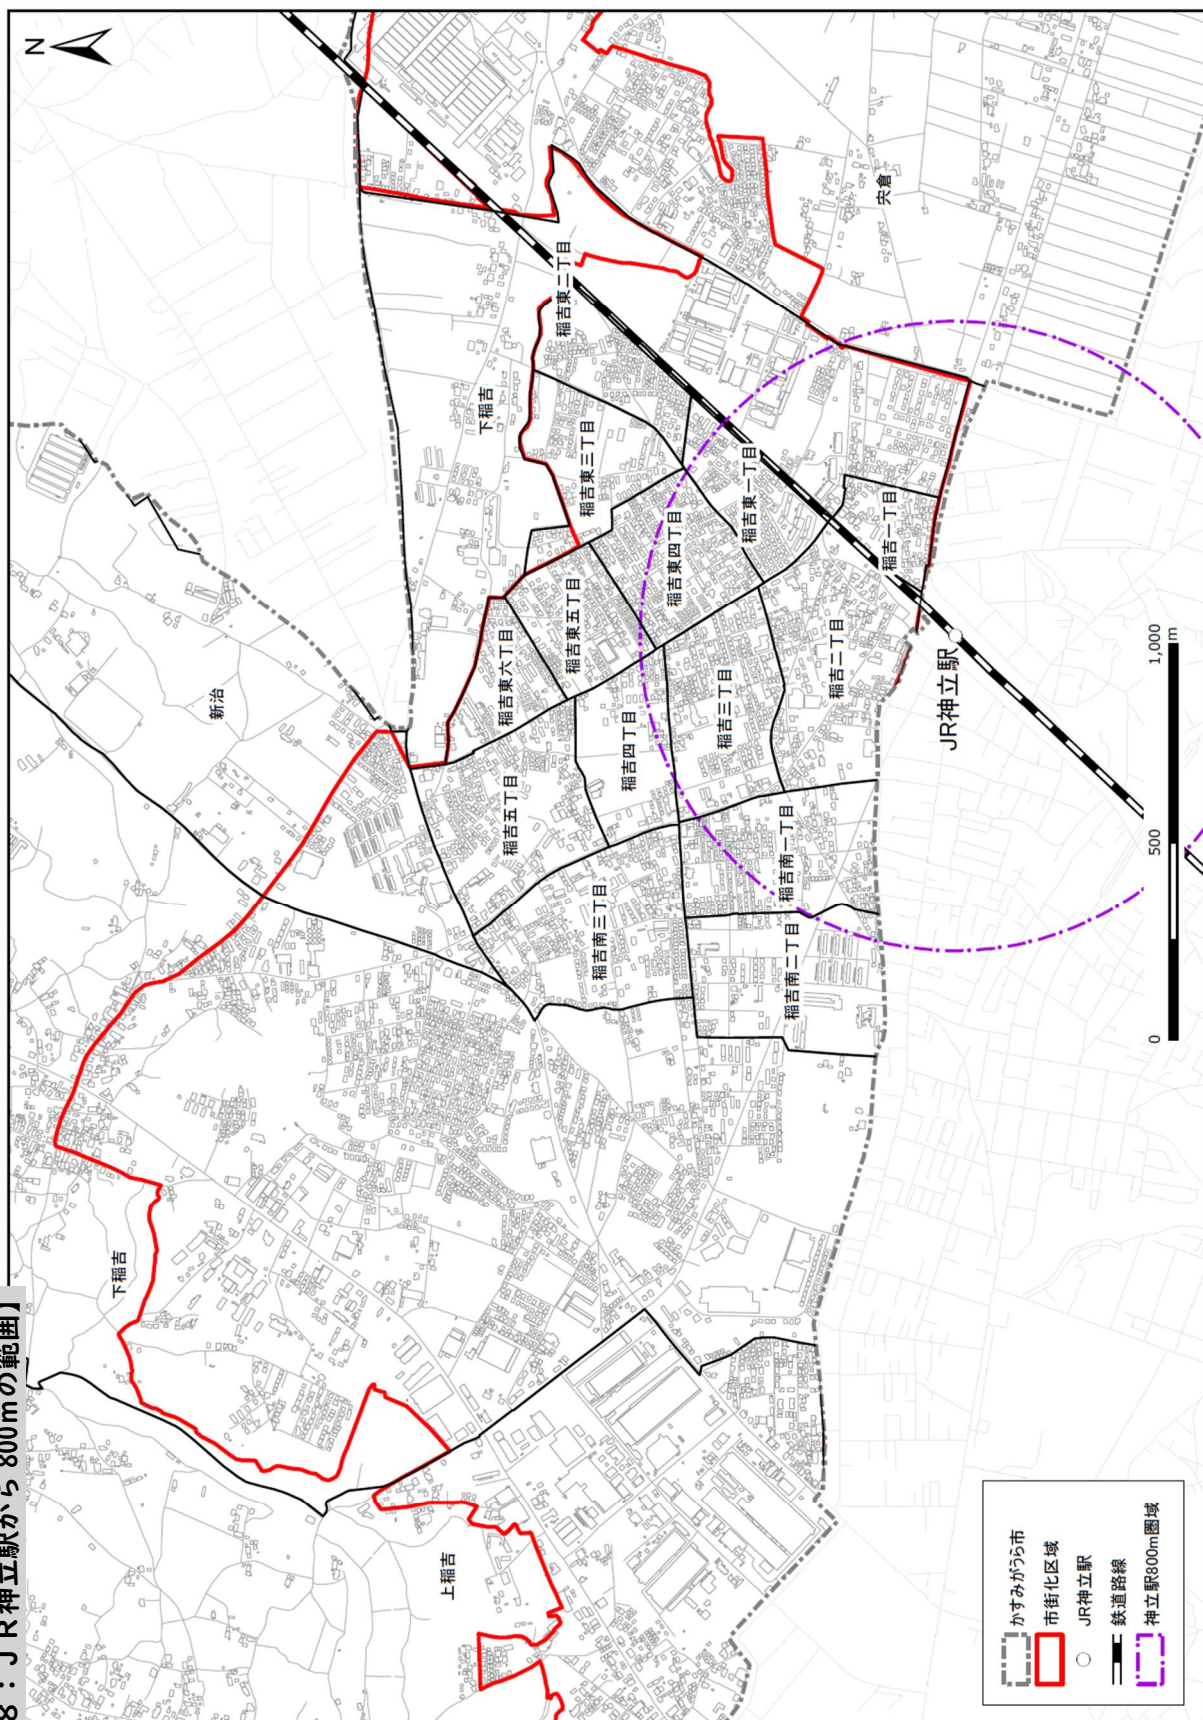 8：ＪＲ神立駅から 800ｍの範囲】
N
新治
下稲吉
下稲吉
上稲吉
宍倉
稲吉東二丁目
稲吉東三丁目
稲吉東四丁目
稲吉東一丁目
稲吉東五丁目
稲吉東六丁目
稲吉一丁目
稲吉二丁目
稲吉三丁目
稲吉四丁目
稲吉五丁目
稲吉南一丁目
稲吉南二丁目
稲吉南三丁目
JR神立駅
0 500 1,000
m
かすみがうら市
市街化区域
JR神立駅
鉄道路線
神立駅800m圏域